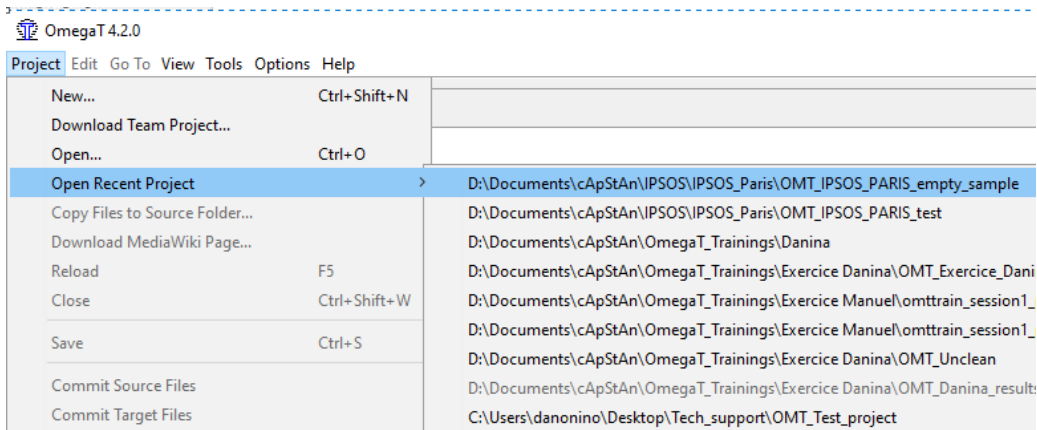 OmegaT 4.2.0
Project Edit Go To View Tools Options Help
New... Ctrl+Shift+N
Download Team Project...
Open... Ctrl+O
Open Recent Project > D:\Documents\cApStAn\IPSOS\IPSOS_Paris\OMT_IPSOS_PARIS_empty_sample
Copy Files to Source Folder... D:\Documents\cApStAn\IPSOS\IPSOS_Paris\OMT_IPSOS_PARIS_test
Download MediaWiki Page... D:\Documents\cApStAn\OmegaT_Trainings\Danina
Reload F5 D:\Documents\cApStAn\OmegaT_Trainings\Exercice Danina\OMT_Exercice_Dani
Close Ctrl+Shift+W D:\Documents\cApStAn\OmegaT_Trainings\Exercice Manuel\omttrain_session1_
D:\Documents\cApStAn\OmegaT_Trainings\Exercice Manuel\omttrain_session1_
Save Ctrl+S D:\Documents\cApStAn\OmegaT_Trainings\Exercice Danina\OMT_Unclean
Commit Source Files D:\Documents\cApStAn\OmegaT_Trainings\Exercice Danina\OMT_Danina_results
Commit Target Files C:\Users\danonino\Desktop\Tech_support\OMT_Test_project